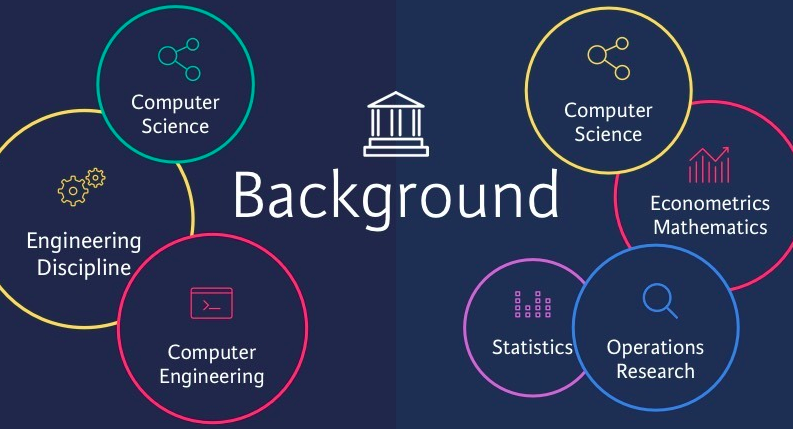 Computer
Science
Engineering
Discipline
Computer
Engineering
Background
Computer
Science
Econometrics
Mathematics
Statistics
Operations
Research